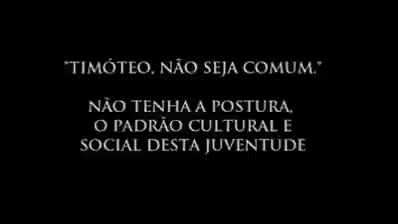 "TIMÓTEO, NÃO SEJA COMUM."
NÃO TENHA A POSTURA,
O PADRÃO CULTURAL E
SOCIAL DESTA JUVENTUDE